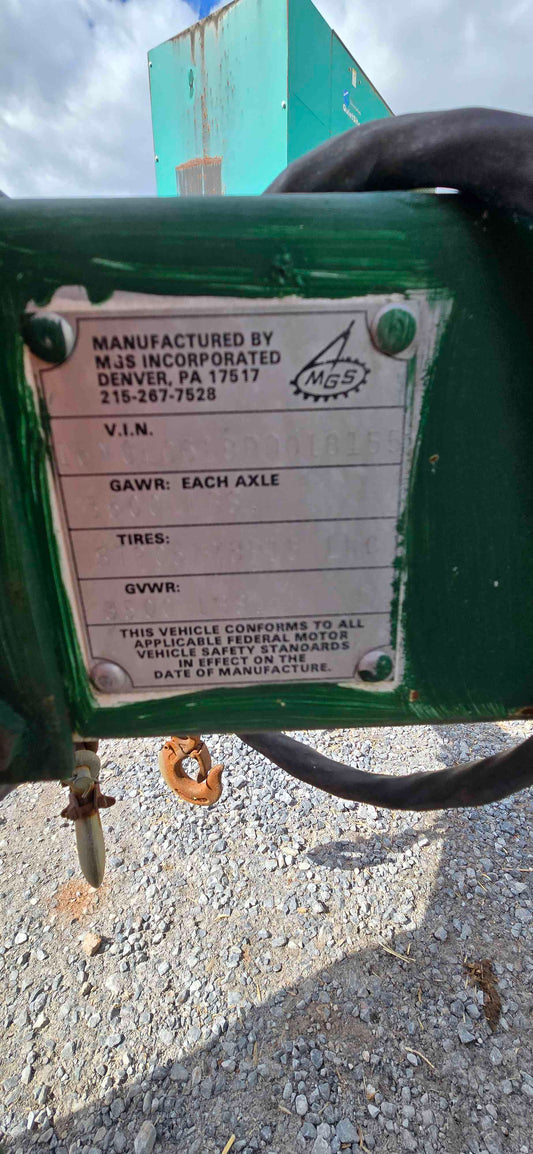 MANUFACTURED BY
MGS INCORPORATED
DENVER, PA 17517
215-267-7528
MGS
V.I.N.
GAWR: EACH AXLE
TIRES:
GVWR:
THIS VEHICLE CONFORMS TO ALL
APPLICABLE FEDERAL MOTOR
VEHICLE SAFETY STANDARDS
IN EFFECT ON THE
DATE OF MANUFACTURE.